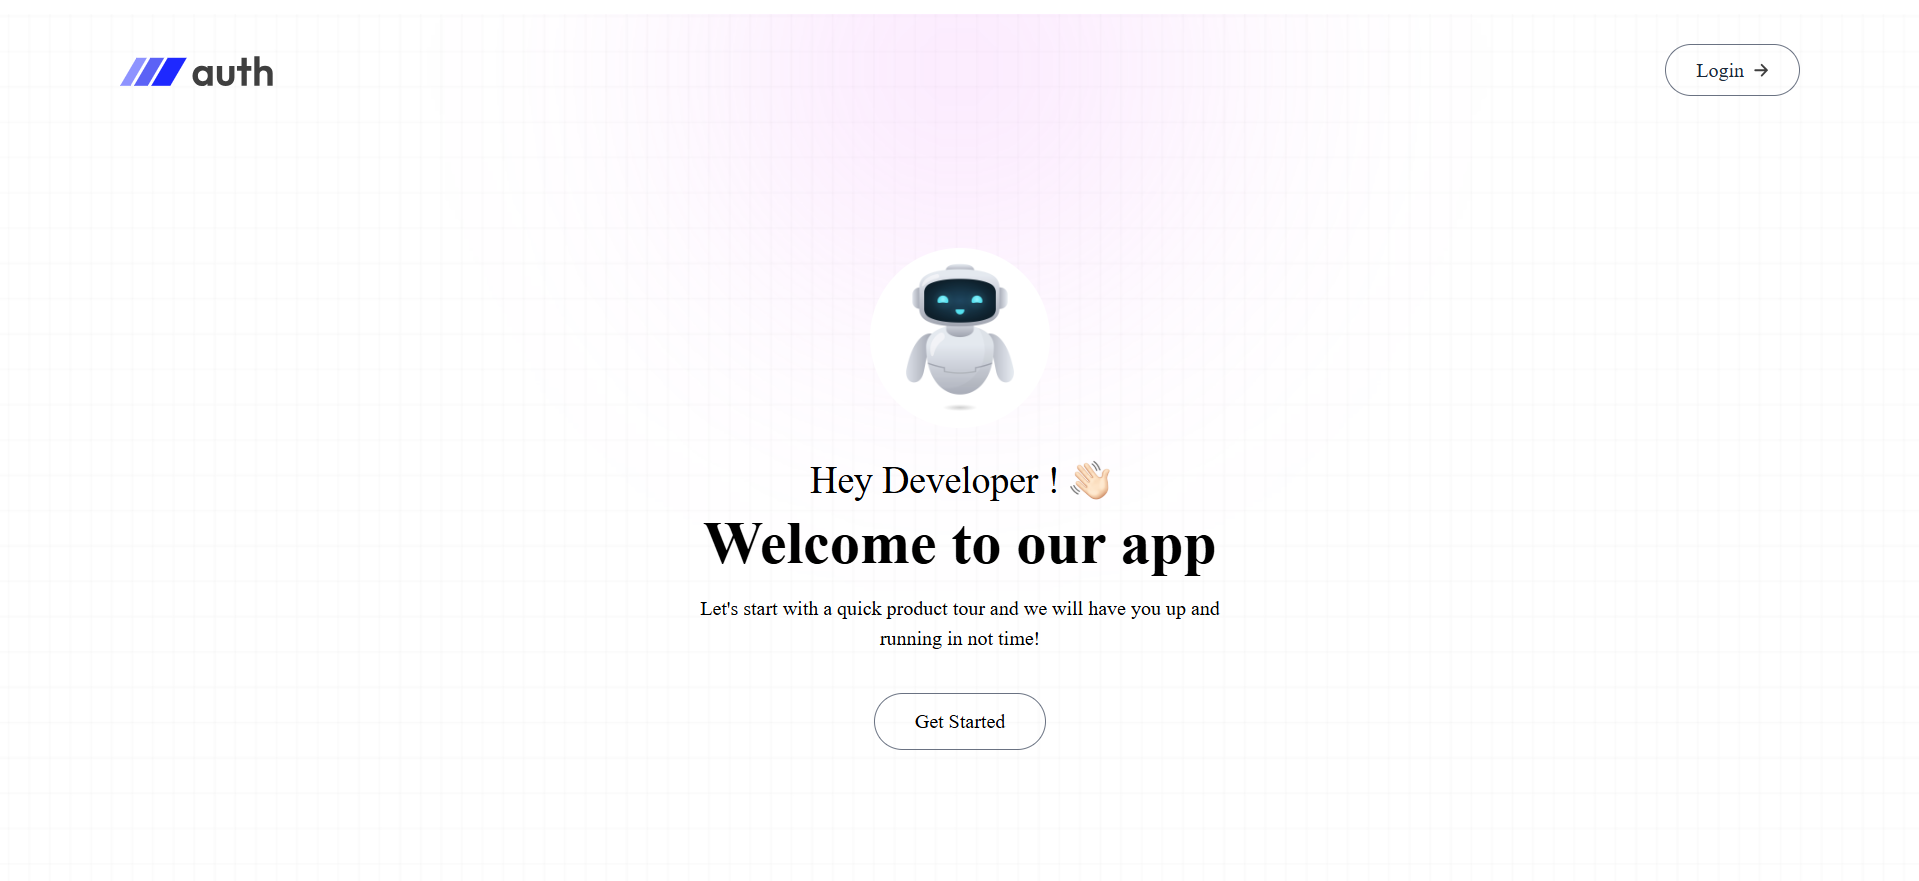 auth
Login →
Hey Developer ! 👋🏻
Welcome to our app
Let's start with a quick product tour and we will have you up and
running in not time!
Get Started